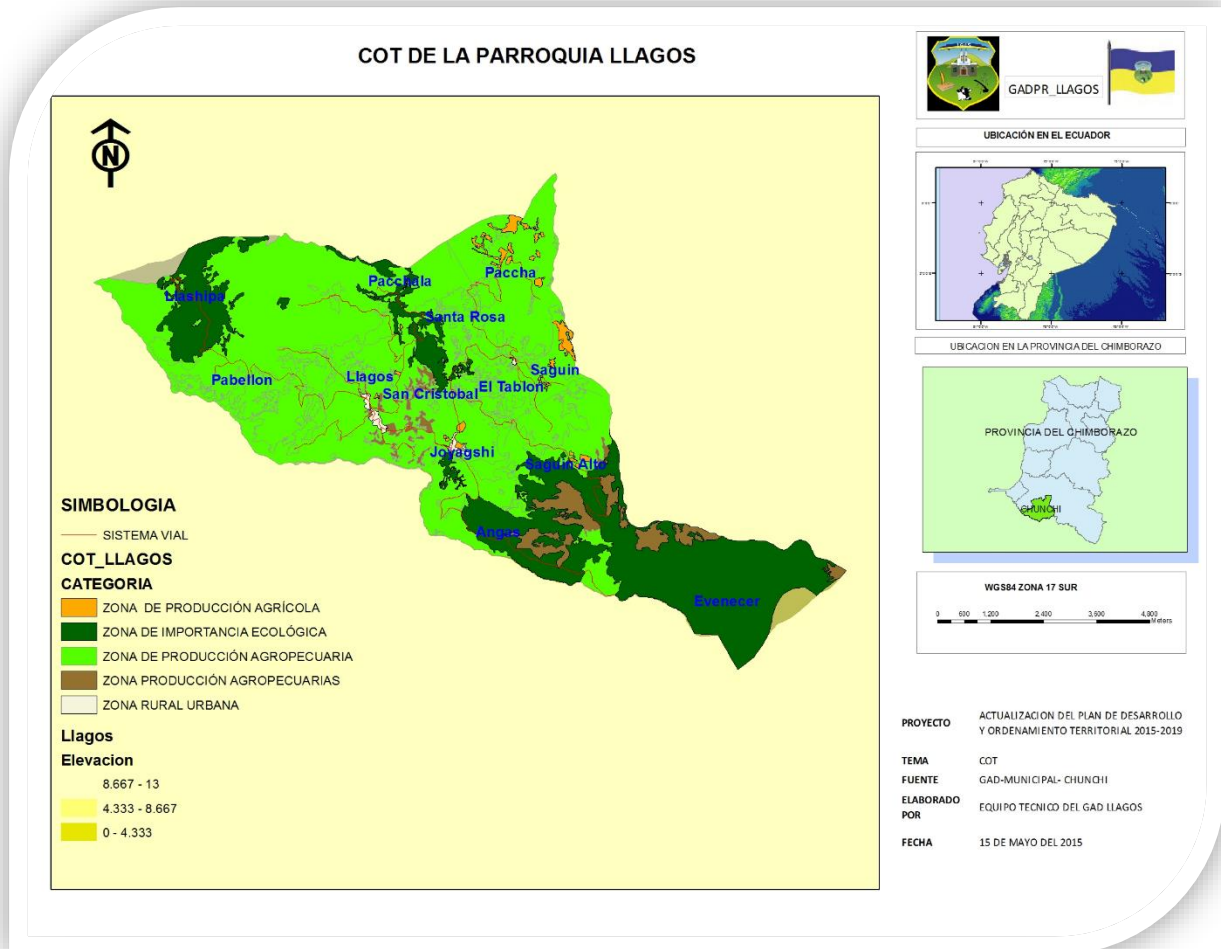 COT DE LA PARROQUIA LLAGOS
N
Llashipa
Pacchala
Paccha
Santa Rosa
Pabellon
Llagos
San Cristobal
El Tablon
Saguin
Joyagshi
Saguin Alto
Angas
Evenecer
SIMBOLOGIA
SISTEMA VIAL
COT_LLAGOS
CATEGORIA
ZONA DE PRODUCCIÓN AGRÍCOLA
ZONA DE IMPORTANCIA ECOLÓGICA
ZONA DE PRODUCCIÓN AGROPECUARIA
ZONA PRODUCCIÓN AGROPECUARIAS
ZONA RURAL URBANA
Llagos
Elevacion
8.667 - 13
4.333 - 8.667
0 - 4.333
GADPR_LLAGOS
UBICACIÓN EN EL ECUADOR
UBICACION EN LA PROVINCIA DEL CHIMBORAZO
PROVINCIA DEL CHIMBORAZO
CHUNCHI
WGS84 ZONA 17 SUR
0 600 1.200 2.400 3.600 4.800
Meters
PROYECTO ACTUALIZACION DEL PLAN DE DESARROLLO
Y ORDENAMIENTO TERRITORIAL 2015-2019
TEMA COT
FUENTE GAD-MUNICIPAL- CHUNCHI
ELABORADO
POR EQUIPO TECNICO DEL GAD LLAGOS
FECHA 15 DE MAYO DEL 2015